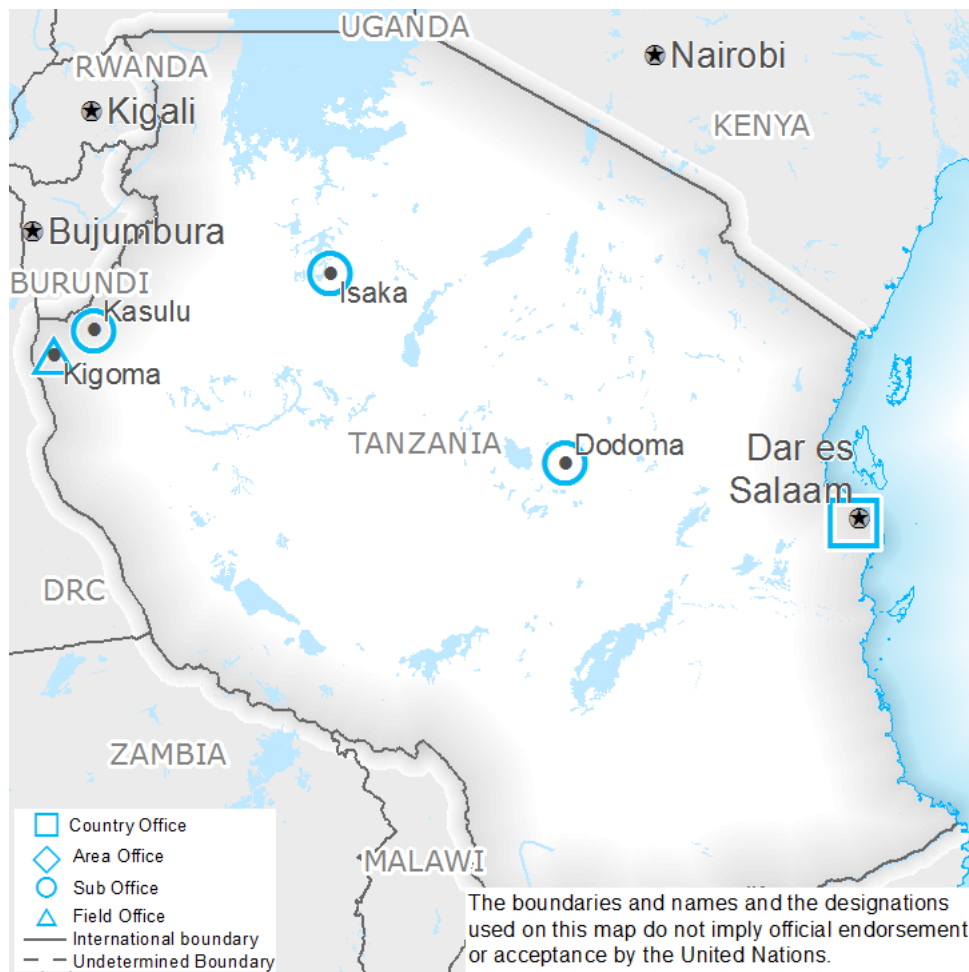 UGANDA
Nairobi
RWANDA
Kigali
KENYA
Bujumbura
BURUNDI
Isaka
Kasulu
Kigoma
TANZANIA
Dodoma
Dar es
Salaam
DRC
ZAMBIA
MALAWI
Country Office
Area Office
Sub Office
Field Office
International boundary
Undetermined Boundary
The boundaries and names and the designations
used on this map do not imply official endorsement
or acceptance by the United Nations.